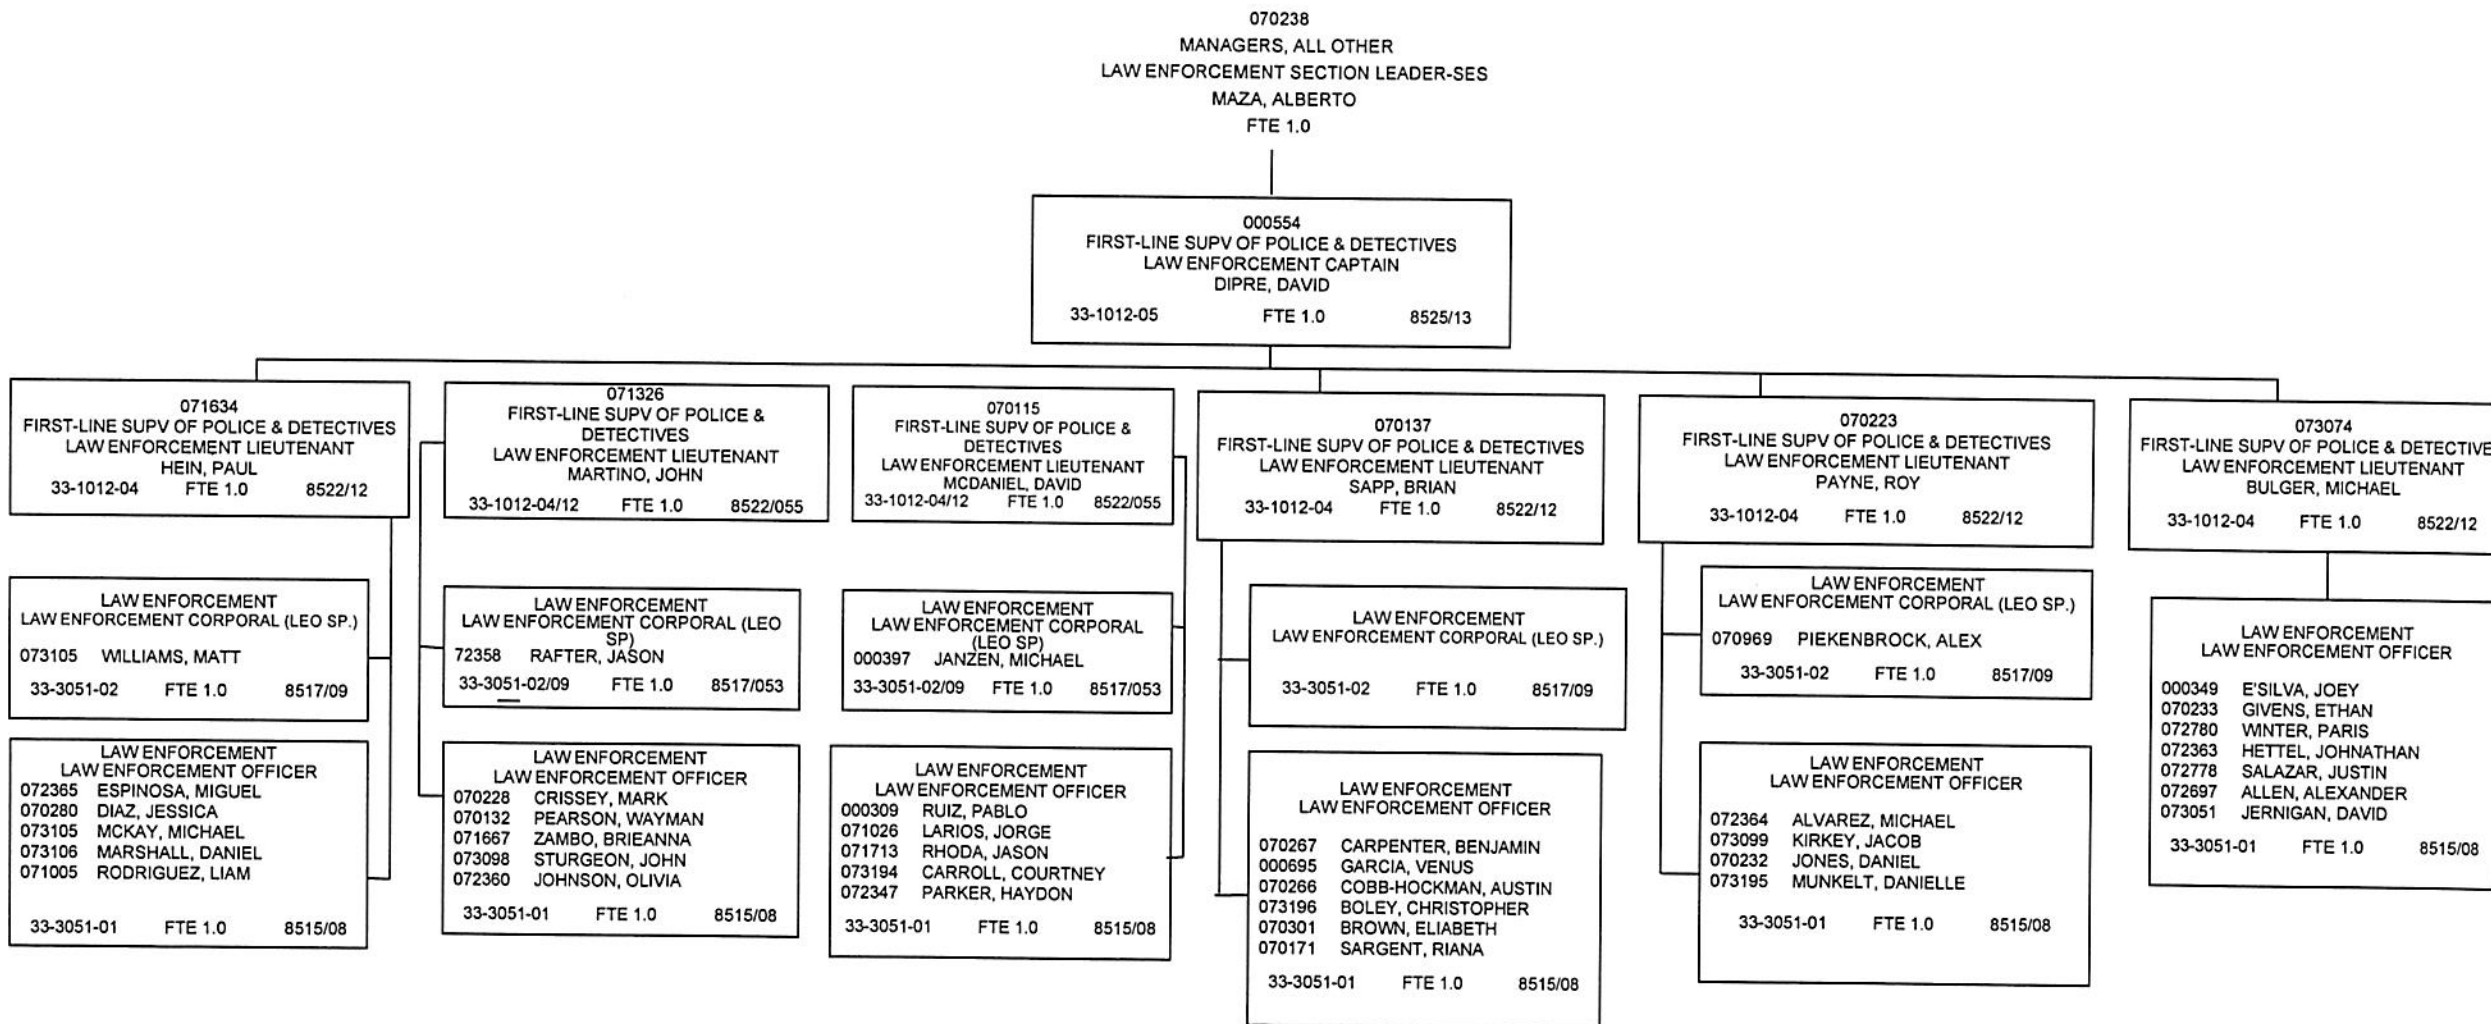 070238
MANAGERS, ALL OTHER
LAW ENFORCEMENT SECTION LEADER-SES
MAZA, ALBERTO
FTE 1.0
000554
FIRST-LINE SUPV OF POLICE & DETECTIVES
LAW ENFORCEMENT CAPTAIN
DIPRE, DAVID
33-1012-05 FTE 1.0 8525/13
071634
FIRST-LINE SUPV OF POLICE & DETECTIVES
LAW ENFORCEMENT LIEUTENANT
HEIN, PAUL
33-1012-04 FTE 1.0 8522/12
071326
FIRST-LINE SUPV OF POLICE &
DETECTIVES
LAW ENFORCEMENT LIEUTENANT
MARTINO, JOHN
33-1012-04/12 FTE 1.0 8522/055
070115
FIRST-LINE SUPV OF POLICE &
DETECTIVES
LAW ENFORCEMENT LIEUTENANT
MCDANIEL, DAVID
33-1012-04/12 FTE 1.0 8522/055
070137
FIRST-LINE SUPV OF POLICE & DETECTIVES
LAW ENFORCEMENT LIEUTENANT
SAPP, BRIAN
33-1012-04 FTE 1.0 8522/12
070223
FIRST-LINE SUPV OF POLICE & DETECTIVES
LAW ENFORCEMENT LIEUTENANT
PAYNE, ROY
33-1012-04 FTE 1.0 8522/12
073074
FIRST-LINE SUPV OF POLICE & DETECTIVE
LAW ENFORCEMENT LIEUTENANT
BULGER, MICHAEL
33-1012-04 FTE 1.0 8522/12
LAW ENFORCEMENT
LAW ENFORCEMENT CORPORAL (LEO SP.)
073105 WILLIAMS, MATT
33-3051-02 FTE 1.0 8517/09
LAW ENFORCEMENT
LAW ENFORCEMENT CORPORAL (LEO
SP)
72358 RAFTER, JASON
33-3051-02/09 FTE 1.0 8517/053
LAW ENFORCEMENT
LAW ENFORCEMENT CORPORAL
(LEO SP)
000397 JANZEN, MICHAEL
33-3051-02/09 FTE 1.0 8517/053
LAW ENFORCEMENT
LAW ENFORCEMENT CORPORAL (LEO SP.)
33-3051-02 FTE 1.0 8517/09
LAW ENFORCEMENT
LAW ENFORCEMENT CORPORAL (LEO SP.)
070969 PIEKENBROCK, ALEX
33-3051-02 FTE 1.0 8517/09
LAW ENFORCEMENT
LAW ENFORCEMENT OFFICER
000349 E'SILVA, JOEY
070233 GIVENS, ETHAN
072780 WINTER, PARIS
072363 HETTEL, JOHNATHAN
072778 SALAZAR, JUSTIN
072697 ALLEN, ALEXANDER
073051 JERNIGAN, DAVID
33-3051-01 FTE 1.0 8515/08
LAW ENFORCEMENT
LAW ENFORCEMENT OFFICER
072365 ESPINOSA, MIGUEL
070280 DIAZ, JESSICA
073105 MCKAY, MICHAEL
073106 MARSHALL, DANIEL
071005 RODRIGUEZ, LIAM
33-3051-01 FTE 1.0 8515/08
LAW ENFORCEMENT
LAW ENFORCEMENT OFFICER
070228 CRISSEY, MARK
070132 PEARSON, WAYMAN
071667 ZAMBO, BRIEANNA
073098 STURGEON, JOHN
072360 JOHNSON, OLIVIA
33-3051-01 FTE 1.0 8515/08
LAW ENFORCEMENT
LAW ENFORCEMENT OFFICER
000309 RUIZ, PABLO
071026 LARIOS, JORGE
071713 RHODA, JASON
073194 CARROLL, COURTNEY
072347 PARKER, HAYDON
33-3051-01 FTE 1.0 8515/08
LAW ENFORCEMENT
LAW ENFORCEMENT OFFICER
070267 CARPENTER, BENJAMIN
000695 GARCIA, VENUS
070266 COBB-HOCKMAN, AUSTIN
073196 BOLEY, CHRISTOPHER
070301 BROWN, ELIABETH
070171 SARGENT, RIANA
33-3051-01 FTE 1.0 8515/08
LAW ENFORCEMENT
LAW ENFORCEMENT OFFICER
072364 ALVAREZ, MICHAEL
073099 KIRKEY, JACOB
070232 JONES, DANIEL
073195 MUNKELT, DANIELLE
33-3051-01 FTE 1.0 8515/08